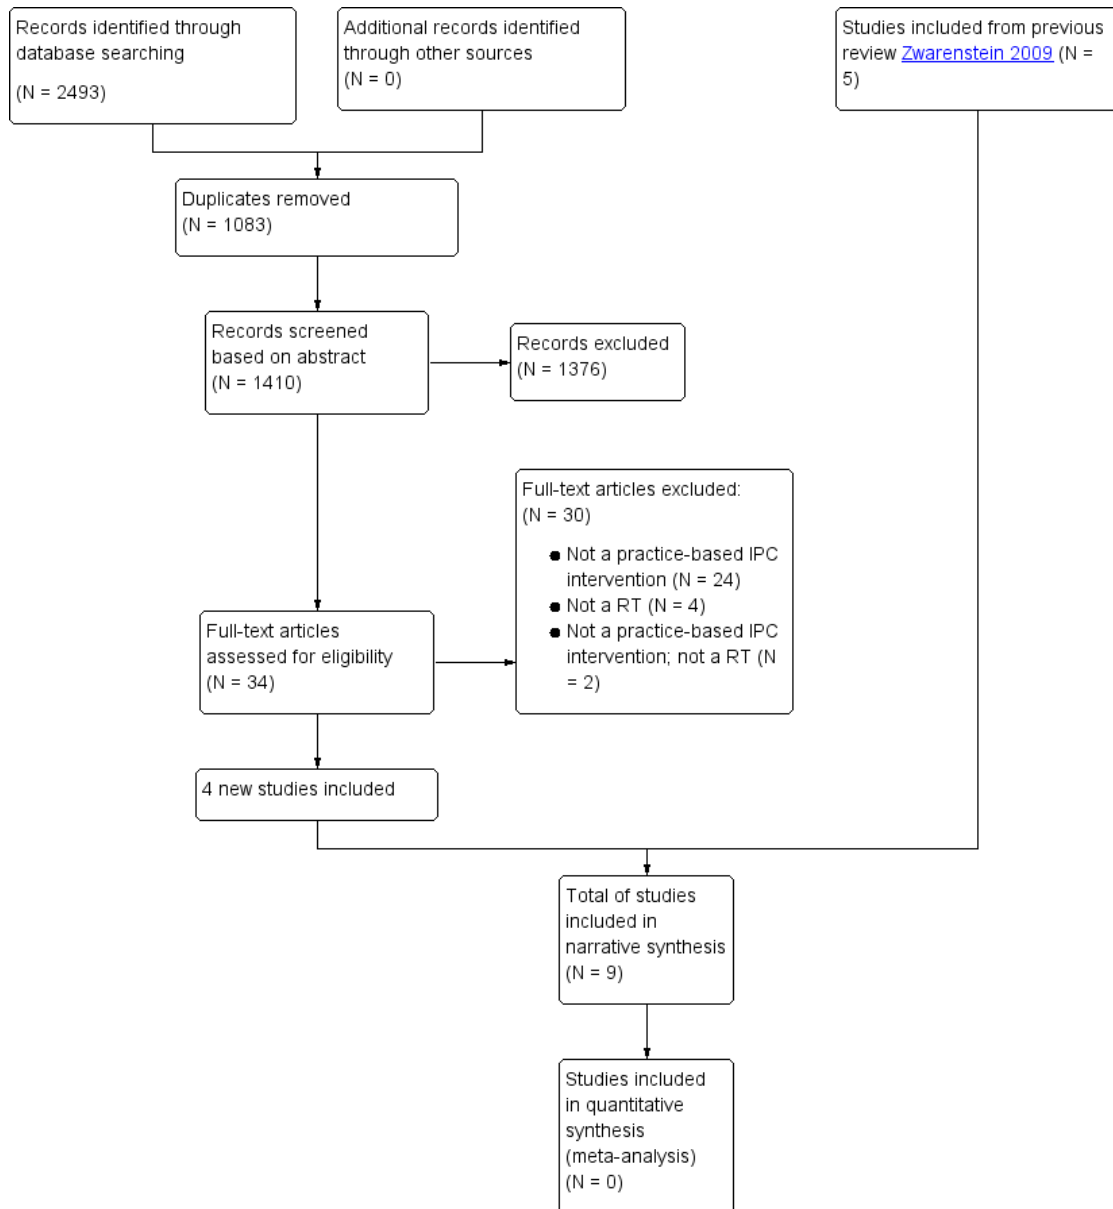 Records identified through
database searching
(N = 2493)
Additional records identified
through other sources
(N = 0)
Studies included from previous
review Zwarenstein 2009 (N =
5)
Duplicates removed
(N = 1083)
Records screened
based on abstract
(N = 1410)
Records excluded
(N = 1376)
Full-text articles excluded:
(N = 30)
● Not a practice-based IPC
intervention (N = 24)
● Not a RT (N = 4)
● Not a practice-based IPC
intervention; not a RT (N
= 2)
Full-text articles
assessed for eligibility
(N = 34)
4 new studies included
Total of studies
included in
narrative synthesis
(N = 9)
Studies included
in quantitative
synthesis
(meta-analysis)
(N = 0)